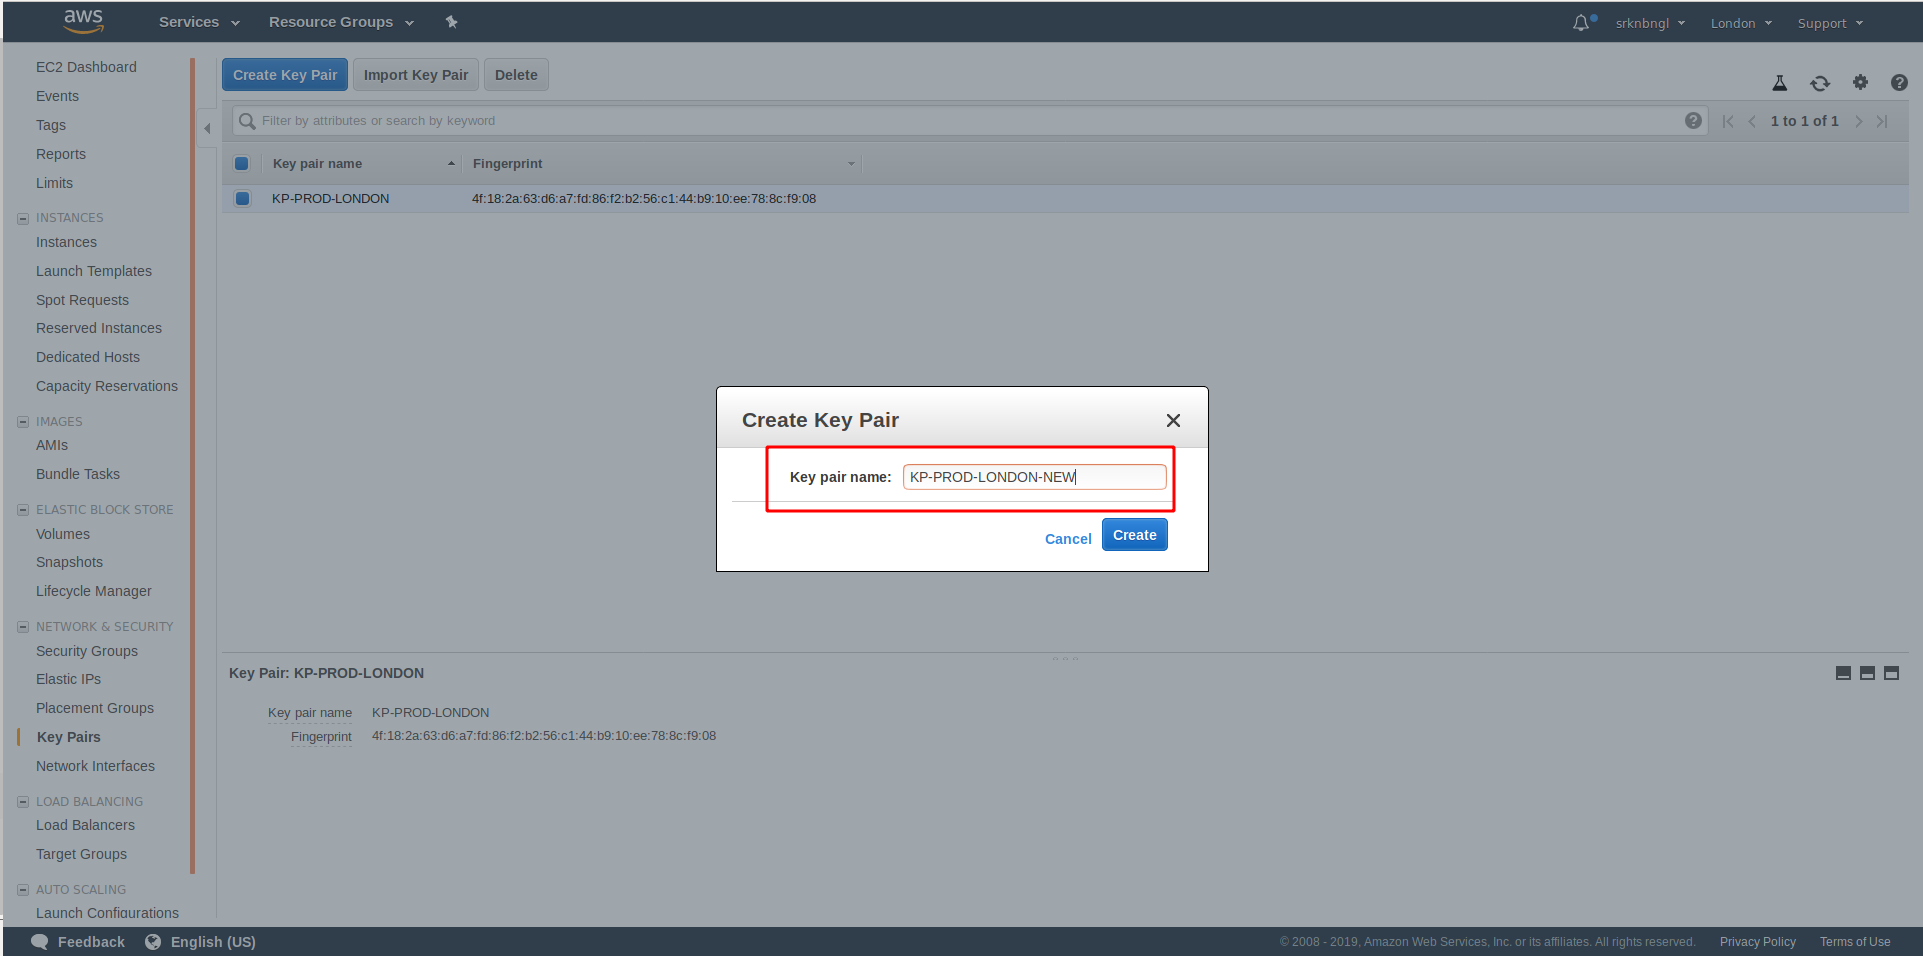 aws Services Resource Groups srknbngl London Support
EC2 Dashboard
Events
Tags
Reports
Limits
INSTANCES
Instances
Launch Templates
Spot Requests
Reserved Instances
Dedicated Hosts
Capacity Reservations
IMAGES
AMIs
Bundle Tasks
ELASTIC BLOCK STORE
Volumes
Snapshots
Lifecycle Manager
NETWORK & SECURITY
Security Groups
Elastic IPs
Placement Groups
Key Pairs
Network Interfaces
LOAD BALANCING
Load Balancers
Target Groups
AUTO SCALING
Launch Configurations
Create Key Pair Import Key Pair Delete
Filter by attributes or search by keyword
1 to 1 of 1
Key pair name Fingerprint
KP-PROD-LONDON 4f:18:2a:63:d6:a7:fd:86:f2:b2:56:c1:44:b9:10:ee:78:8c:f9:08
Create Key Pair
Key pair name: KP-PROD-LONDON-NEW
Cancel Create
Key Pair: KP-PROD-LONDON
Key pair name KP-PROD-LONDON
Fingerprint 4f:18:2a:63:d6:a7:fd:86:f2:b2:56:c1:44:b9:10:ee:78:8c:f9:08
Feedback English (US) © 2008 - 2019, Amazon Web Services, Inc. or its affiliates. All rights reserved. Privacy Policy Terms of Use